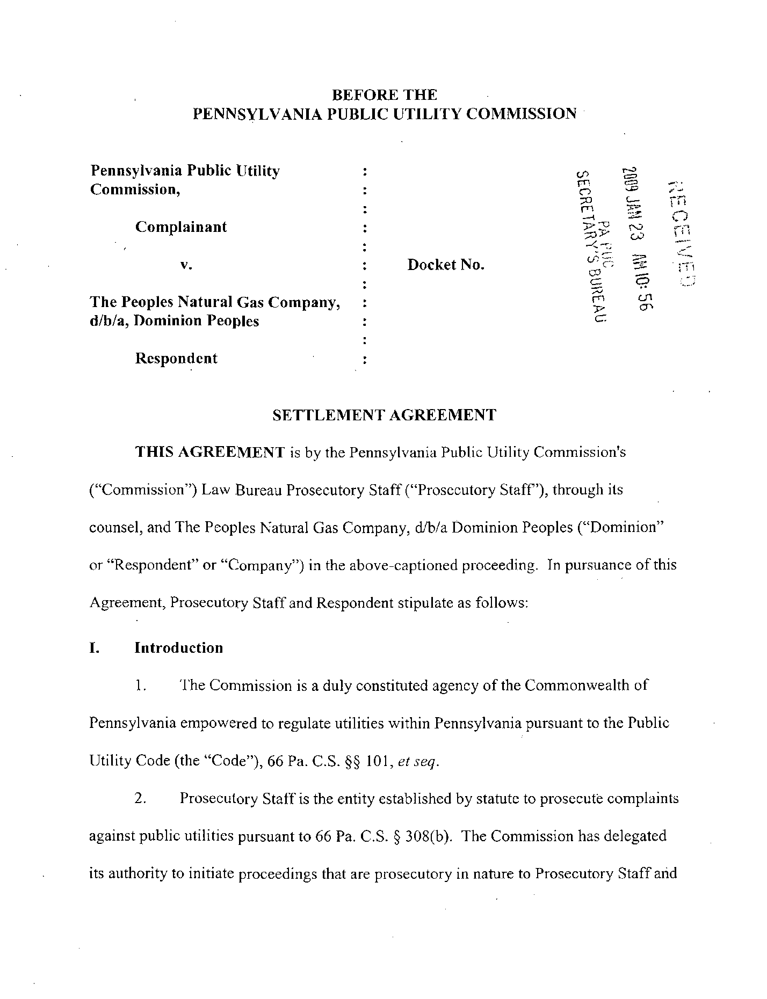 BEFORE THE
PENNSYLVANIA PUBLIC UTILITY COMMISSION
Pennsylvania Public Utility :
Commission, :
:
Complainant :
:
v. : Docket No.
:
The Peoples Natural Gas Company, :
d/b/a, Dominion Peoples :
:
Respondent :
RECEIVED
2009 JAN 23 AM 10:56
PA PUC
SECRETARY'S BUREAU
SETTLEMENT AGREEMENT
THIS AGREEMENT is by the Pennsylvania Public Utility Commission's
(“Commission”) Law Bureau Prosecutory Staff (“Prosecutory Staff”), through its
counsel, and The Peoples Natural Gas Company, d/b/a Dominion Peoples (“Dominion”
or “Respondent” or “Company”) in the above-captioned proceeding. In pursuance of this
Agreement, Prosecutory Staff and Respondent stipulate as follows:
I. Introduction
1. The Commission is a duly constituted agency of the Commonwealth of
Pennsylvania empowered to regulate utilities within Pennsylvania pursuant to the Public
Utility Code (the “Code”), 66 Pa. C.S. §§ 101, et seq.
2. Prosecutory Staff is the entity established by statute to prosecute complaints
against public utilities pursuant to 66 Pa. C.S. § 308(b). The Commission has delegated
its authority to initiate proceedings that are prosecutory in nature to Prosecutory Staff and